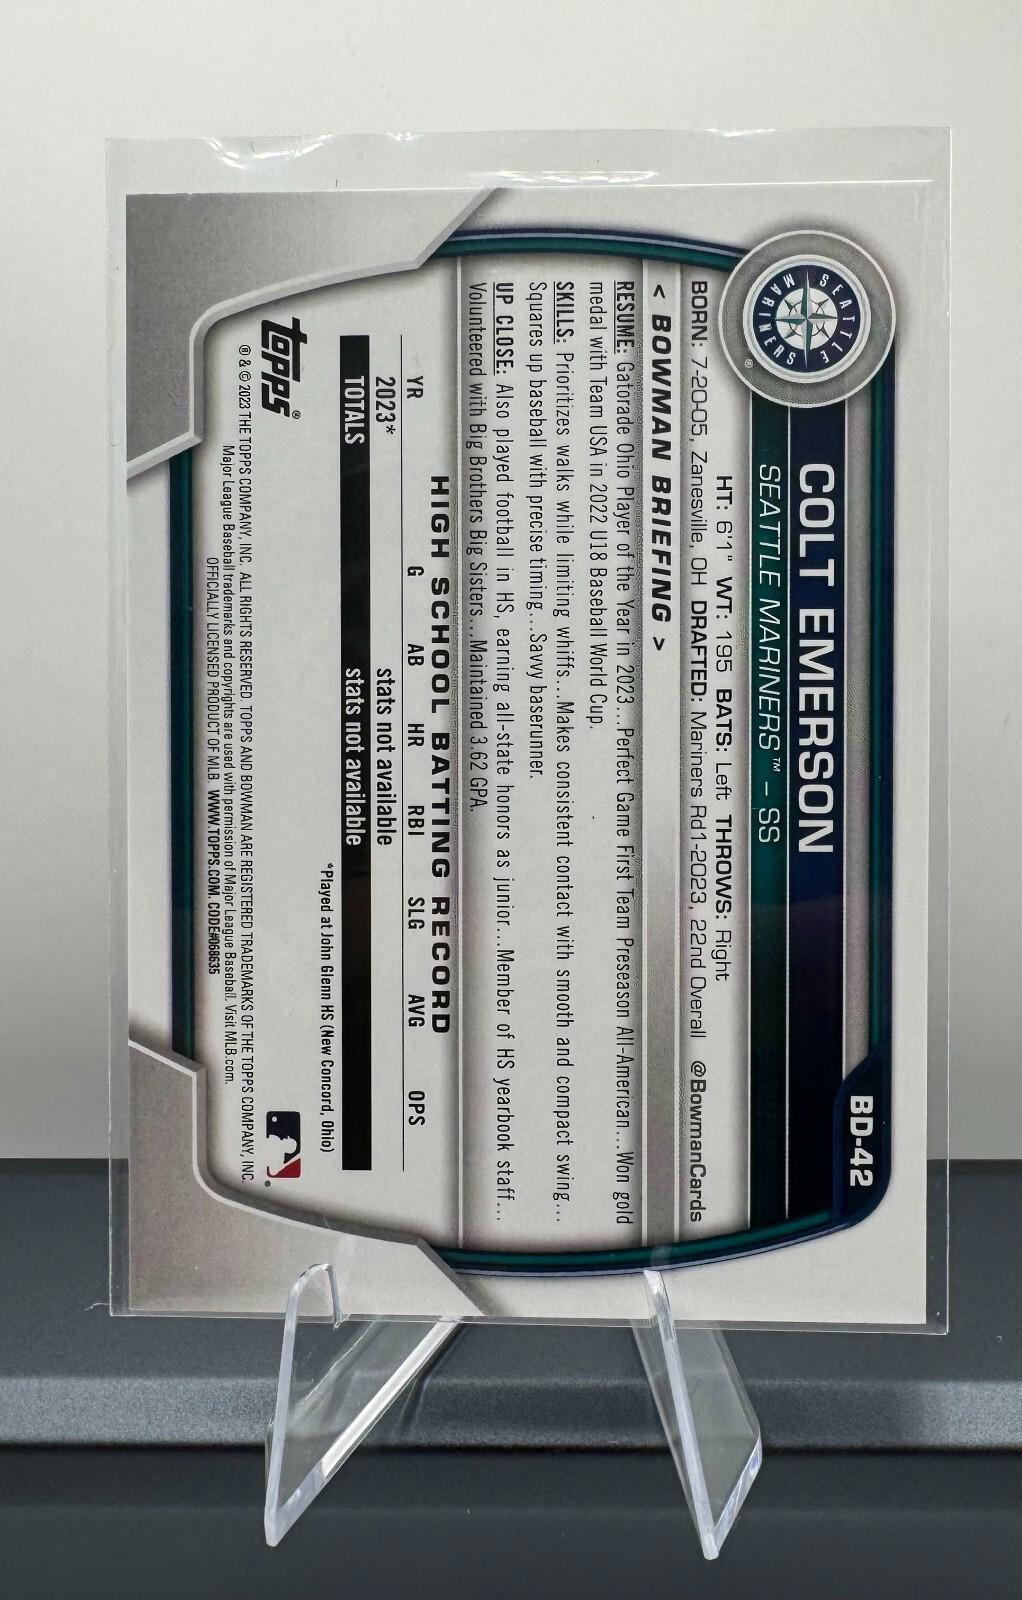 BD-42
COLT EMERSON
SEATTLE MARINERS™ – SS
SEATTLE MARINERS ®
HT: 6'1" WT: 195 BATS: Left THROWS: Right
BORN: 7-20-05, Zanesville, OH DRAFTED: Mariners Rd1-2023, 22nd Overall @BowmanCards
< BOWMAN BRIEFING >
RESUME: Gatorade Ohio Player of the Year in 2023...Perfect Game First Team Preseason All-American...Won gold
medal with Team USA in 2022 U18 Baseball World Cup.
SKILLS: Prioritizes walks while limiting whiffs...Makes consistent contact with smooth and compact swing...
Squares up baseball with precise timing...Savvy baserunner.
UP CLOSE: Also played football in HS, earning all-state honors as junior...Member of HS yearbook staff...
Volunteered with Big Brothers Big Sisters...Maintained 3.62 GPA.
HIGH SCHOOL BATTING RECORD
YR G AB HR RBI SLG AVG OPS
2023* stats not available
TOTALS stats not available
*Played at John Glenn HS (New Concord, Ohio)
topps®
® & © 2023 THE TOPPS COMPANY, INC. ALL RIGHTS RESERVED. TOPPS AND BOWMAN ARE REGISTERED TRADEMARKS OF THE TOPPS COMPANY, INC.
Major League Baseball trademarks and copyrights are used with permission of Major League Baseball. Visit MLB.com.
OFFICIALLY LICENSED PRODUCT OF MLB. WWW.TOPPS.COM. CODE#068635